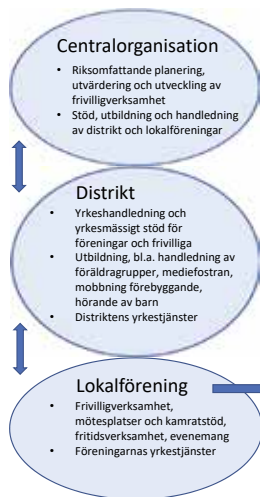 Centralorganisation
• Riksomfattande planering,
utvärdering och utveckling av
frivilligverksamhet
• Stöd, utbildning och handledning
av distrikt och lokalföreningar
Distrikt
• Yrkeshandledning och
yrkesmässigt stöd för
föreningar och frivilliga
• Utbildning, bl.a. handledning av
föräldragrupper, mediefostran,
mobbning förebyggande,
hörande av barn
• Distriktens yrkestjänster
Lokalförening
• Frivilligverksamhet,
mötesplatser och kamratstöd,
fritidsverksamhet, evenemang
• Föreningarnas yrkestjänster